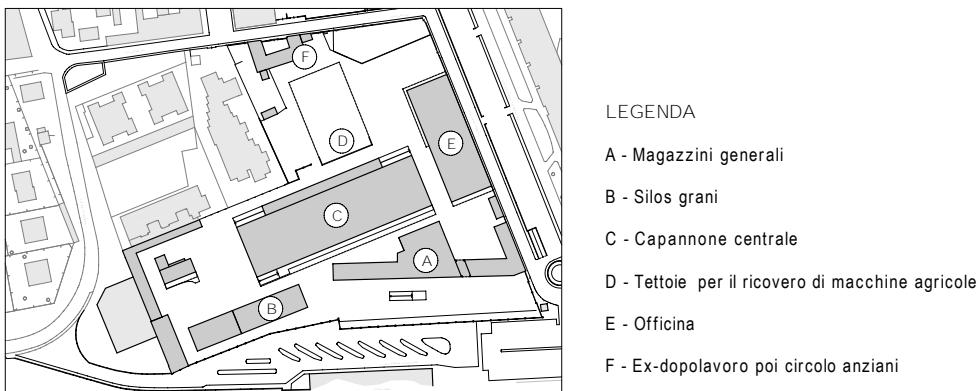 F
D
E
C
A
B
LEGENDA
A - Magazzini generali
B - Silos grani
C - Capannone centrale
D - Tettoie per il ricovero di macchine agricole
E - Officina
F - Ex-dopolavoro poi circolo anziani